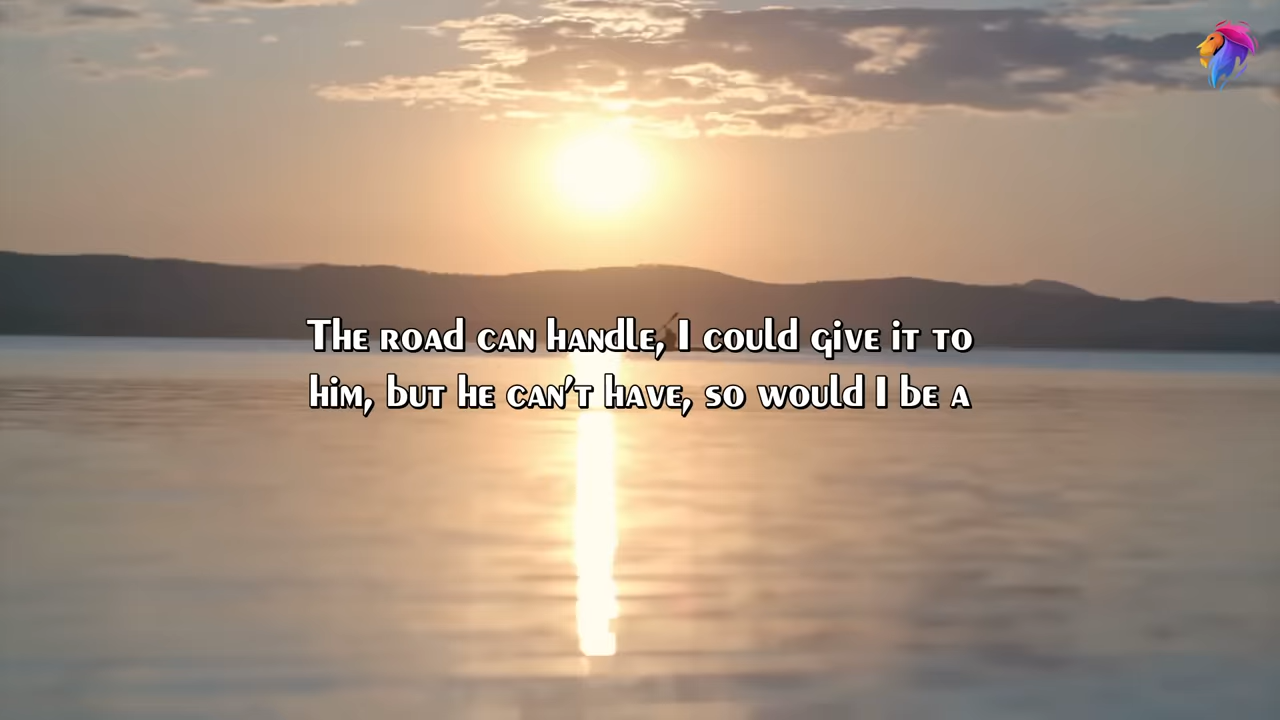 The road can handle, I could give it to
him, but he can't have, so would I be a